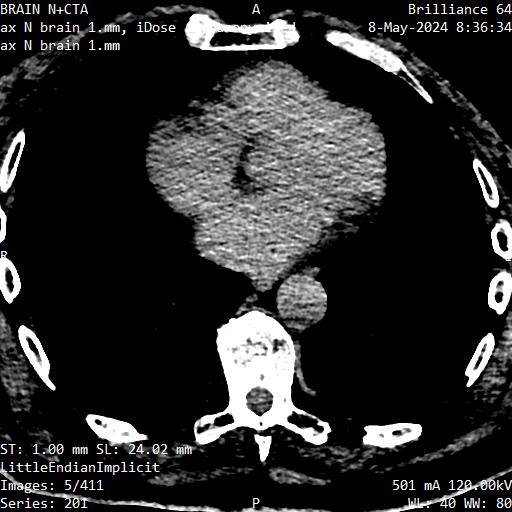 BRAIN N+CTA
A
Brilliance 64
ax N brain 1.mm, iDose
8-May-2024 8:36:34
ax N brain 1.mm
R
ST: 1.00 mm SL: 24.02 mm
LittleEndianImplicit
Images: 5/411
501 mA 120.00kV
Series: 201
P
WL: 40 WW: 80